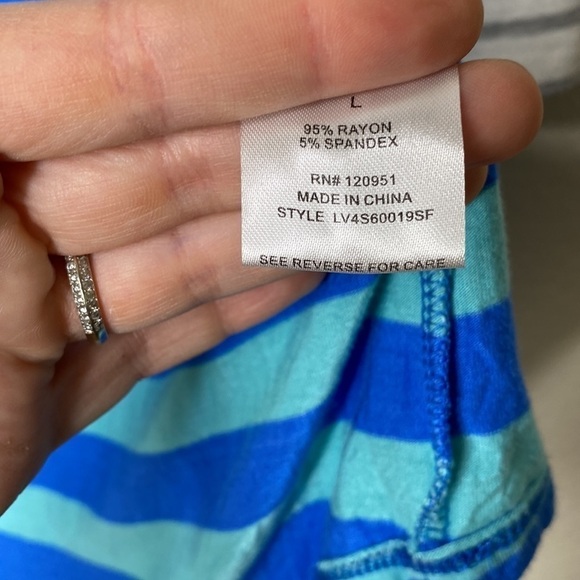 L
95% RAYON
5% SPANDEX
RN# 120951
MADE IN CHINA
STYLE LV4S60019SF
SEE REVERSE FOR CARE